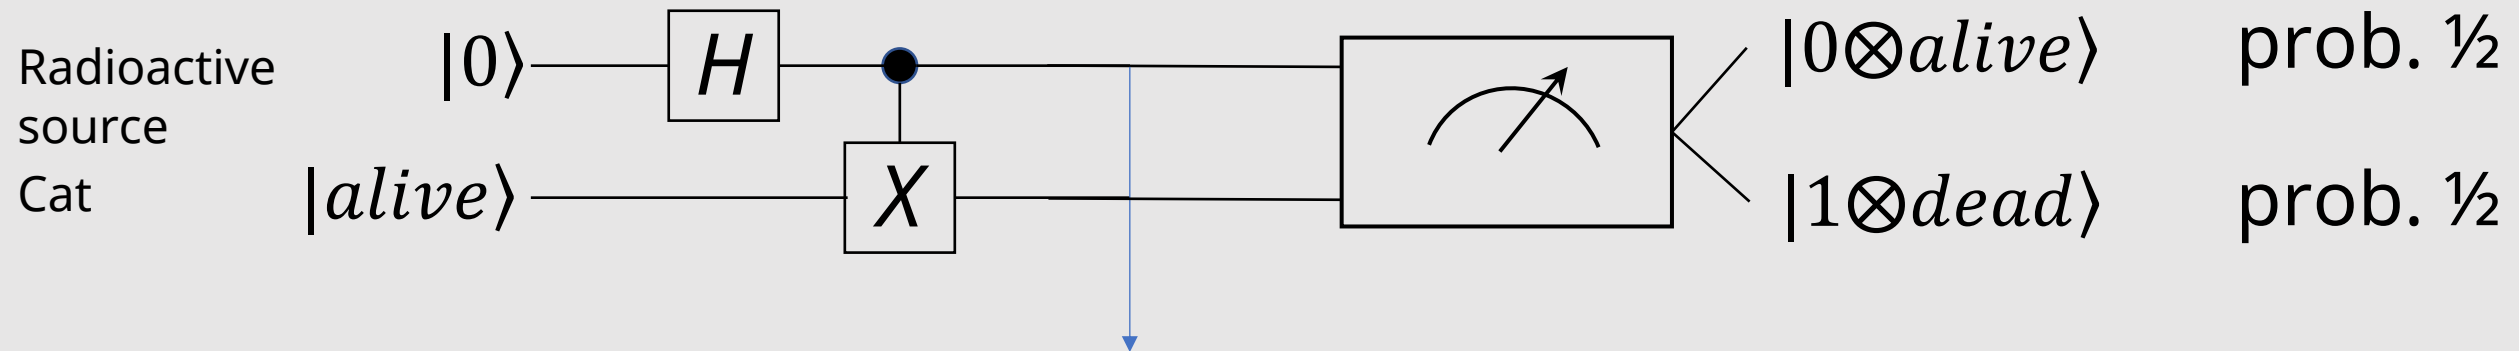 Radioactive source |0⟩ H |0⊗alive⟩ prob. ½
Cat |alive⟩ X |1⊗dead⟩ prob. ½